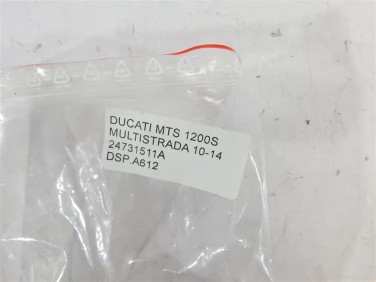 DUCATI MTS 1200S
MULTISTRADA 10-14
24731511A
DSP.A612